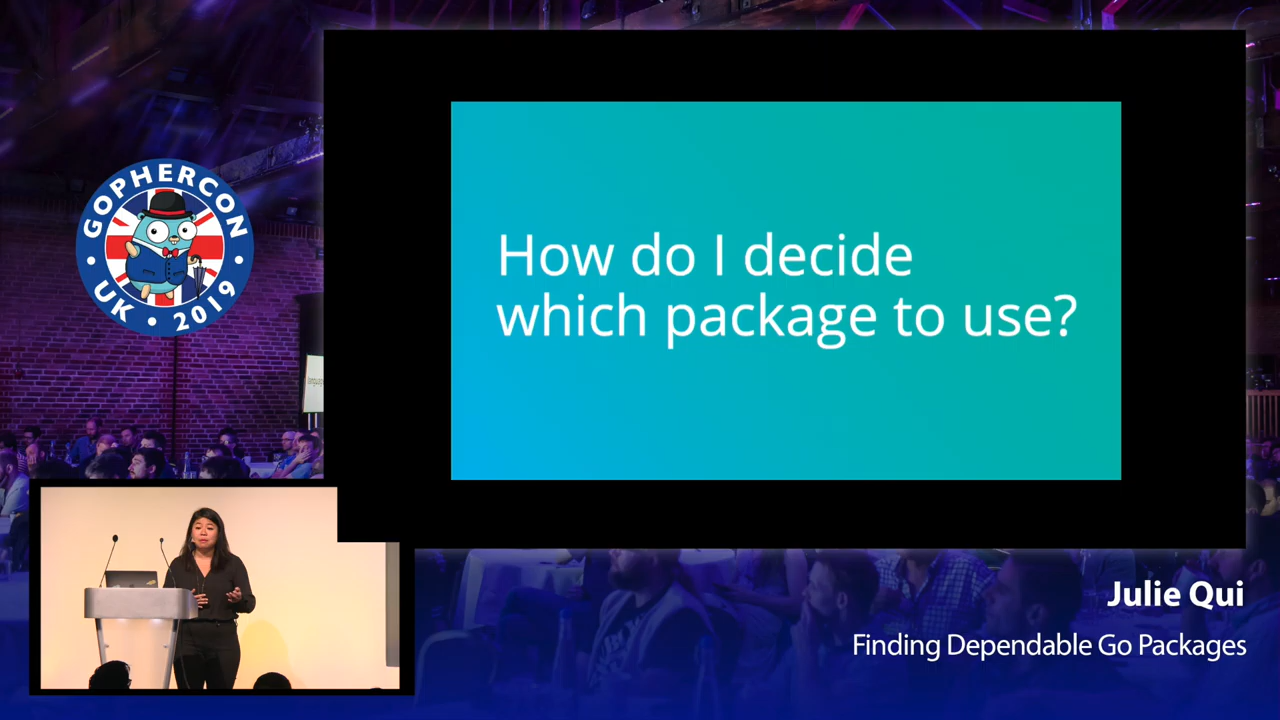 GOPHERCON
UK • 2019
How do I decide
which package to use?
Julie Qui
Finding Dependable Go Packages